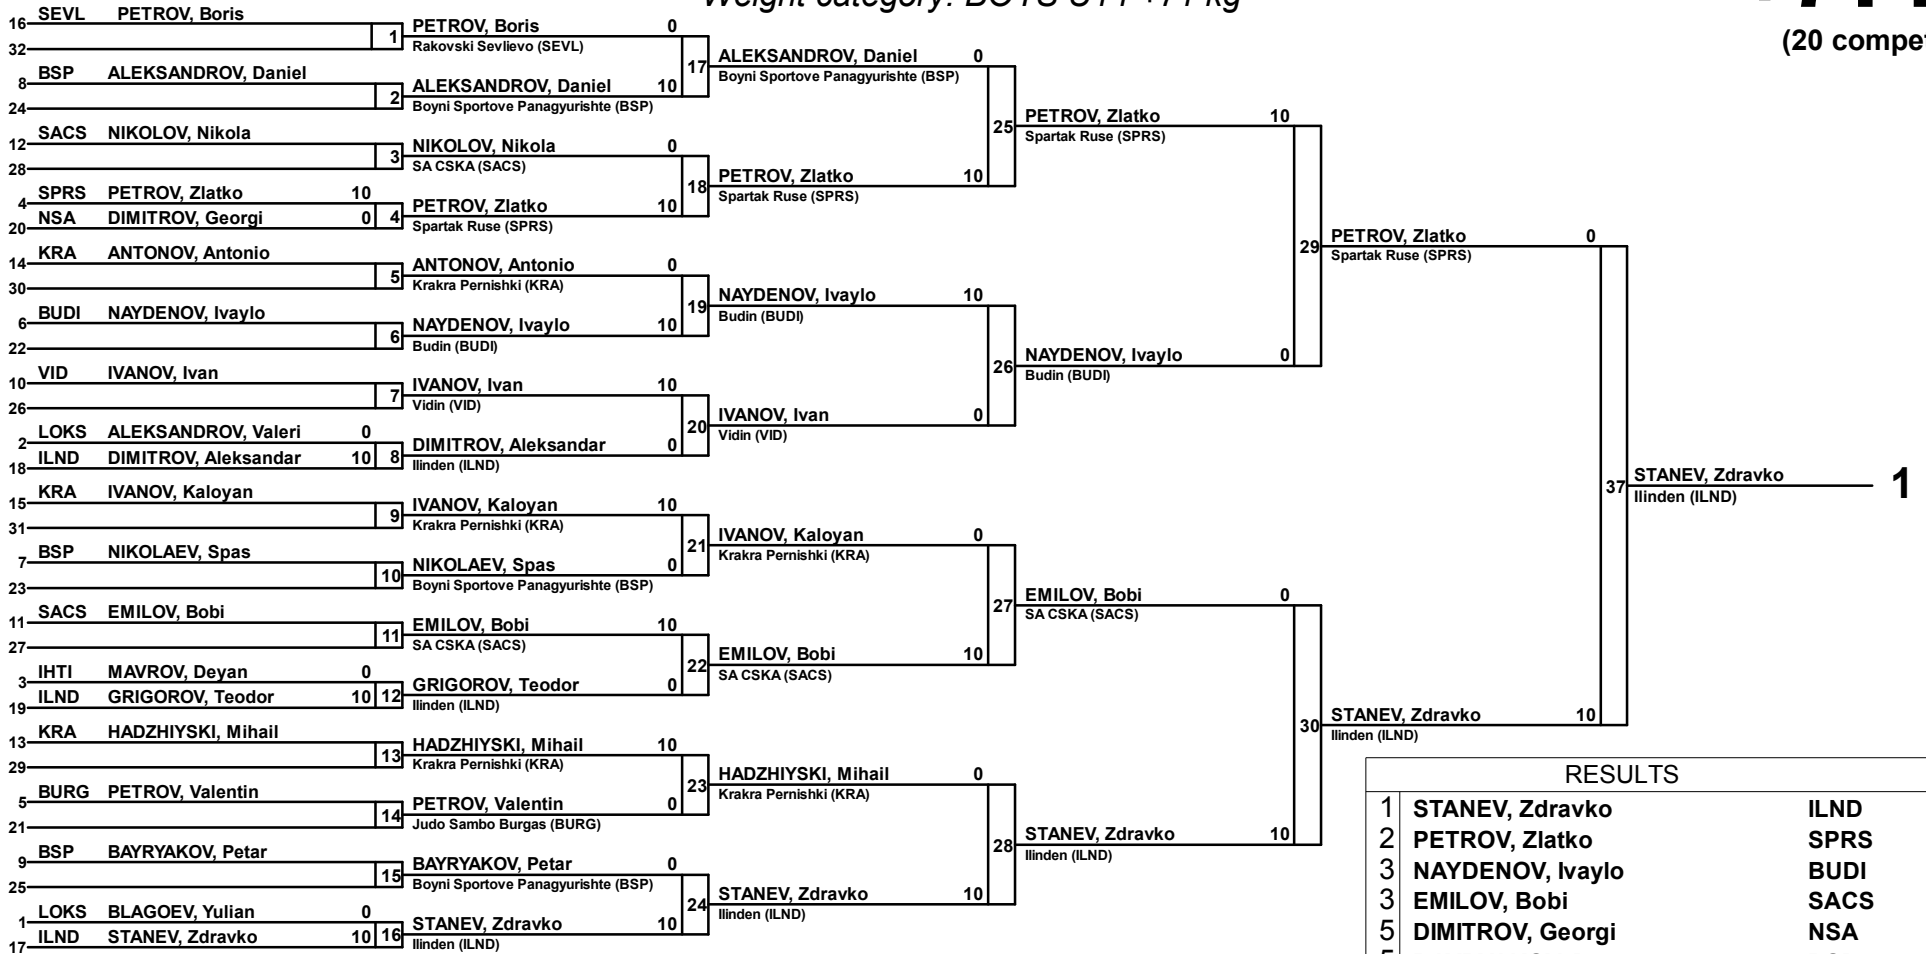 (20 compet
16 SEVL PETROV, Boris
32
1 PETROV, Boris 0
Rakovski Sevlievo (SEVL)
8 BSP ALEKSANDROV, Daniel
24
2 ALEKSANDROV, Daniel 10
Boyni Sportove Panagyurishte (BSP)
17 ALEKSANDROV, Daniel 0
Boyni Sportove Panagyurishte (BSP)
12 SACS NIKOLOV, Nikola
28
3 NIKOLOV, Nikola 0
SA CSKA (SACS)
4 SPRS PETROV, Zlatko 10
20 NSA DIMITROV, Georgi 0
4 PETROV, Zlatko 10
Spartak Ruse (SPRS)
18 PETROV, Zlatko 10
Spartak Ruse (SPRS)
25 PETROV, Zlatko 10
Spartak Ruse (SPRS)
14 KRA ANTONOV, Antonio
30
5 ANTONOV, Antonio 0
Krakra Pernishki (KRA)
6 BUDI NAYDENOV, Ivaylo
22
6 NAYDENOV, Ivaylo 10
Budin (BUDI)
19 NAYDENOV, Ivaylo 10
Budin (BUDI)
10 VID IVANOV, Ivan
26
7 IVANOV, Ivan 10
Vidin (VID)
2 LOKS ALEKSANDROV, Valeri 0
18 ILND DIMITROV, Aleksandar 10
8 DIMITROV, Aleksandar 0
Ilinden (ILND)
20 IVANOV, Ivan 0
Vidin (VID)
26 NAYDENOV, Ivaylo 0
Budin (BUDI)
29 PETROV, Zlatko 0
Spartak Ruse (SPRS)
15 KRA IVANOV, Kaloyan
31
9 IVANOV, Kaloyan 10
Krakra Pernishki (KRA)
7 BSP NIKOLAEV, Spas
23
10 NIKOLAEV, Spas 0
Boyni Sportove Panagyurishte (BSP)
21 IVANOV, Kaloyan 0
Krakra Pernishki (KRA)
11 SACS EMILOV, Bobi
27
11 EMILOV, Bobi 10
SA CSKA (SACS)
3 IHTI MAVROV, Deyan 0
19 ILND GRIGOROV, Teodor 10
12 GRIGOROV, Teodor 0
Ilinden (ILND)
22 EMILOV, Bobi 10
SA CSKA (SACS)
27 EMILOV, Bobi 0
SA CSKA (SACS)
13 KRA HADZHIYSKI, Mihail
29
13 HADZHIYSKI, Mihail 10
Krakra Pernishki (KRA)
5 BURG PETROV, Valentin
21
14 PETROV, Valentin 0
Judo Sambo Burgas (BURG)
23 HADZHIYSKI, Mihail 0
Krakra Pernishki (KRA)
9 BSP BAYRYAKOV, Petar
25
15 BAYRYAKOV, Petar 0
Boyni Sportove Panagyurishte (BSP)
1 LOKS BLAGOEV, Yulian 0
17 ILND STANEV, Zdravko 10
16 STANEV, Zdravko 10
Ilinden (ILND)
24 STANEV, Zdravko 10
Ilinden (ILND)
28 STANEV, Zdravko 10
Ilinden (ILND)
30 STANEV, Zdravko 10
Ilinden (ILND)
37 STANEV, Zdravko 1
Ilinden (ILND)
RESULTS
1 STANEV, Zdravko ILND
2 PETROV, Zlatko SPRS
3 NAYDENOV, Ivaylo BUDI
3 EMILOV, Bobi SACS
5 DIMITROV, Georgi NSA